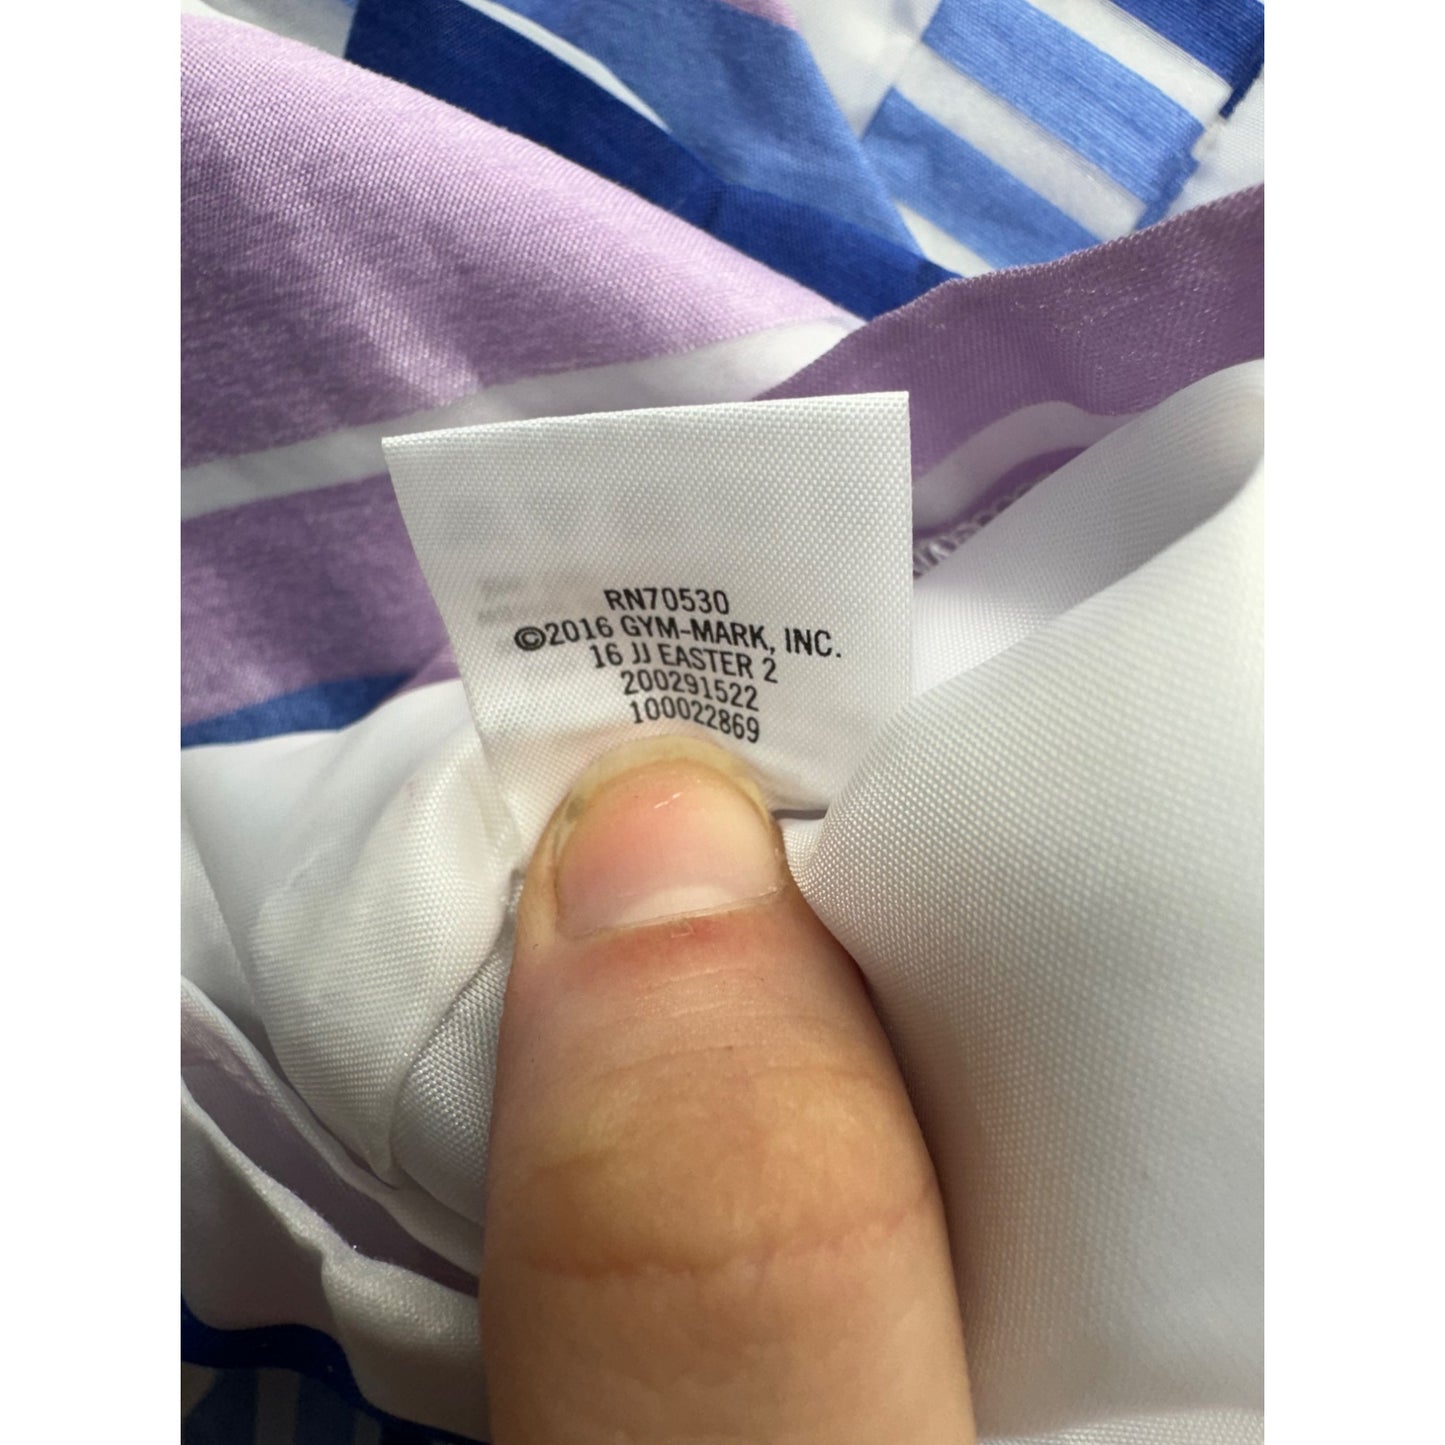 RN70530
©2016 GYM-MARK, INC.
16 JJ EASTER 2
200291522
100022869